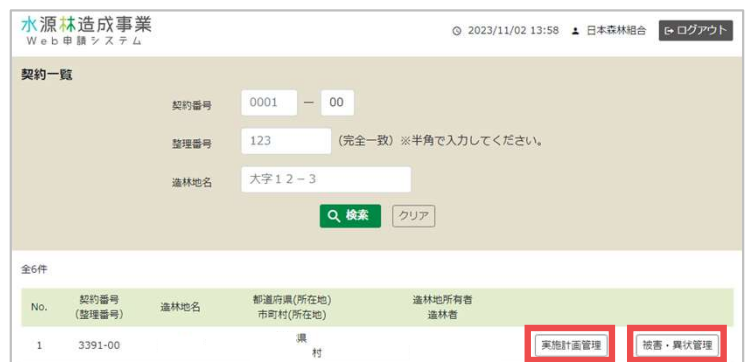 水源林造成事業
Web申請システム
2023/11/02 13:58 日本森林組合 ログアウト
契約一覧
契約番号 0001 － 00
整理番号 123 (完全一致) ※半角で入力してください。
造林地名 大字１２－３
検索 クリア
全6件
No. 契約番号 (整理番号) 造林地名 都道府県(所在地) 市町村(所在地) 造林地所有者 造林者
1 3391-00 県 村 実施計画管理 被害・異状管理